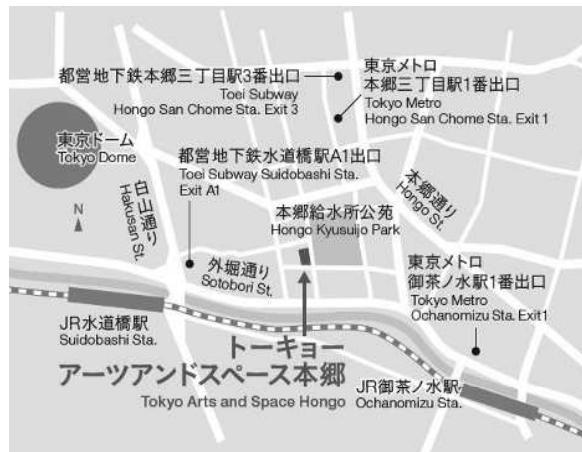 都営地下鉄本郷三丁目駅3番出口
Toei Subway
Hongo San Chome Sta. Exit 3
東京メトロ
本郷三丁目駅1番出口
Tokyo Metro
Hongo San Chome Sta. Exit 1
東京ドーム
Tokyo Dome
都営地下鉄水道橋駅A1出口
Toei Subway Suidobashi Sta.
Exit A1
白山通り
Hakusan St.
本郷通り
Hongo St.
N
本郷給水所公苑
Hongo Kyusuijo Park
外堀通り
Sotobori St.
東京メトロ
御茶ノ水駅1番出口
Tokyo Metro
Ochanomizu Sta. Exit1
JR水道橋駅
Suidobashi Sta.
トーキョー
アーツアンドスペース本郷
Tokyo Arts and Space Hongo
JR御茶ノ水駅
Ochanomizu Sta.